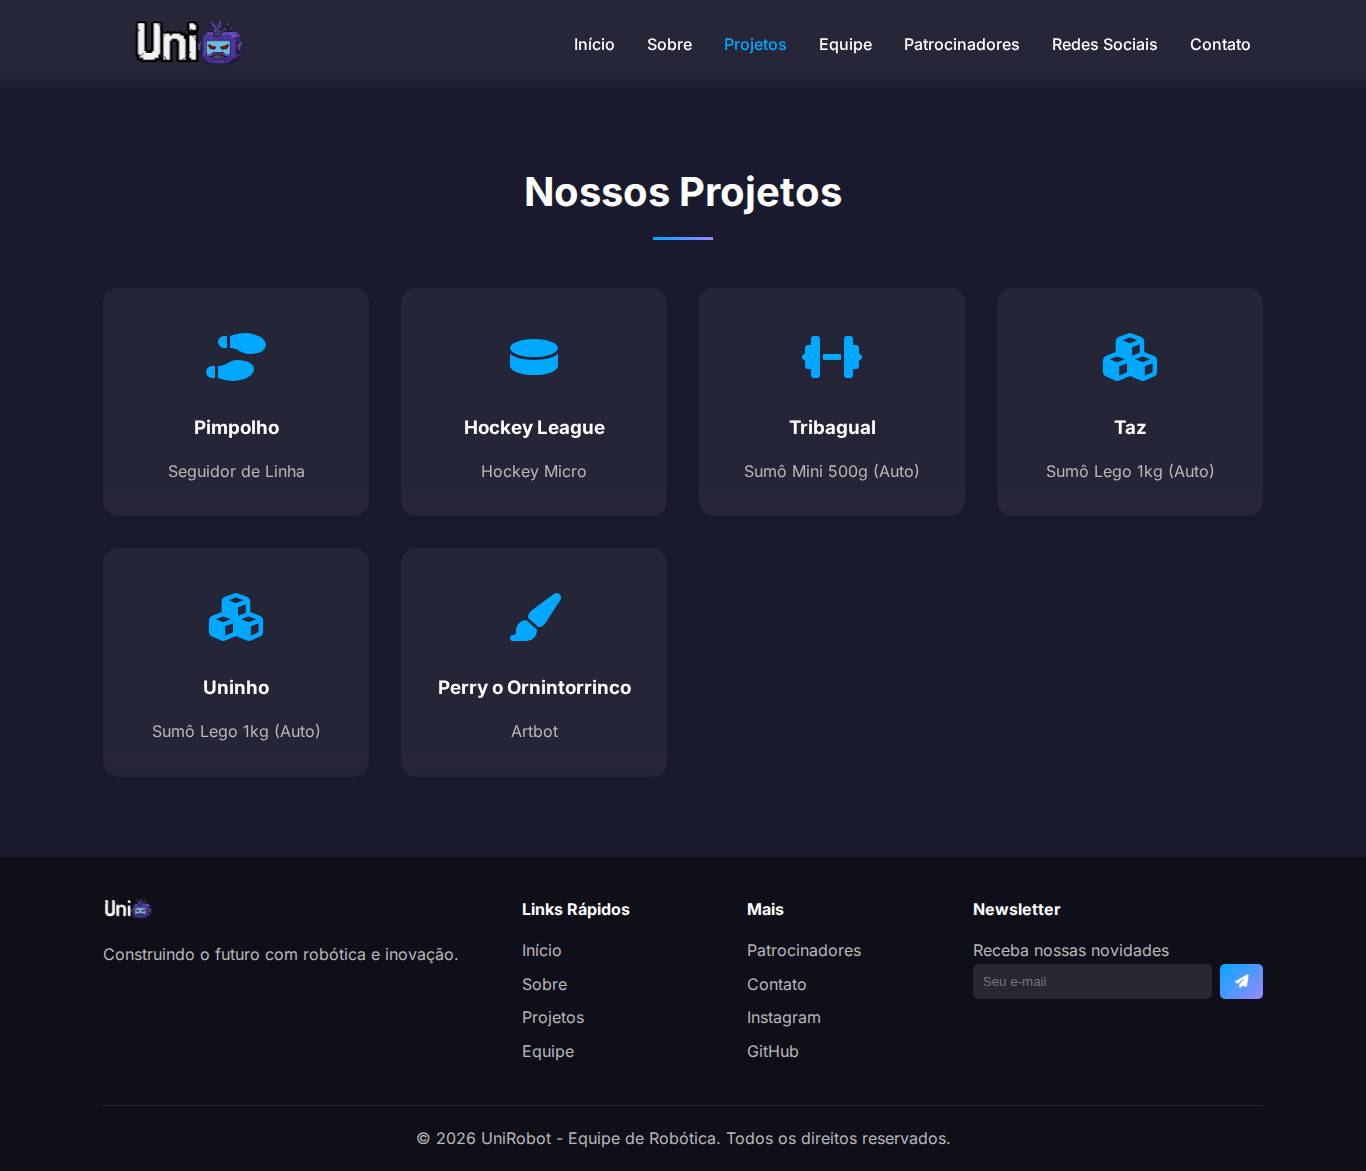 Uni
Início Sobre Projetos Equipe Patrocinadores Redes Sociais Contato
Nossos Projetos
Pimpolho
Seguidor de Linha
Hockey League
Hockey Micro
Tribagual
Sumô Mini 500g (Auto)
Taz
Sumô Lego 1kg (Auto)
Uninho
Sumô Lego 1kg (Auto)
Perry o Ornintorrinco
Artbot
Uni
Construindo o futuro com robótica e inovação.
Links Rápidos
Início
Sobre
Projetos
Equipe
Mais
Patrocinadores
Contato
Instagram
GitHub
Newsletter
Receba nossas novidades
Seu e-mail
© 2026 UniRobot - Equipe de Robótica. Todos os direitos reservados.